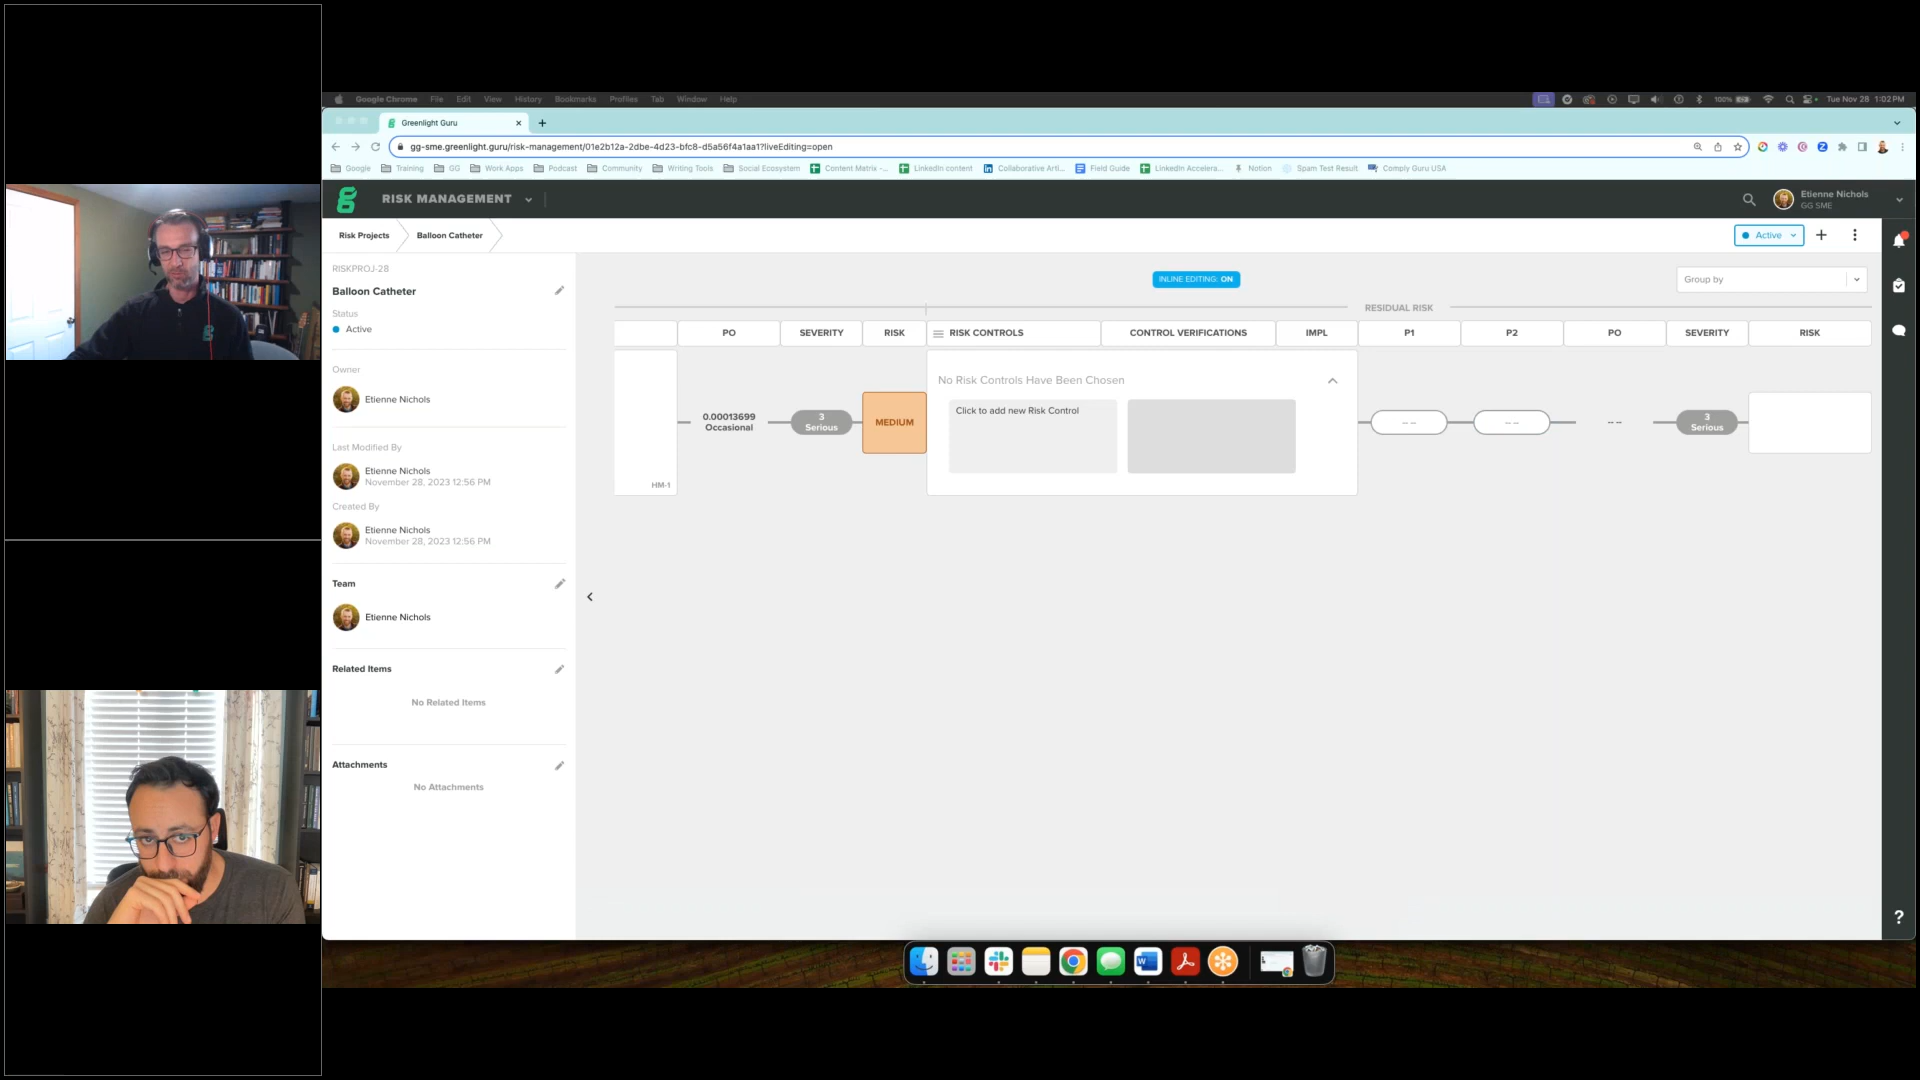 Google Chrome File Edit View History Bookmarks Profiles Tab Window Help
100% Tue Nov 28 1:02 PM
Greenlight Guru
gg-sme.greenlight.guru/risk-management/01e2b12a-2dbe-4d23-bfc8-d5a56f4a1aa1?liveEditing=open
Google Training GG Work Apps Podcast Community Writing Tools Social Ecosystem Content Matrix -... LinkedIn content Collaborative Arti... Field Guide LinkedIn Accelera... Notion Spam Test Result Comply Guru USA
RISK MANAGEMENT
Etienne Nichols
GG SME
Risk Projects Balloon Catheter
Active
RISKPROJ-28
Balloon Catheter
Status
Active
Owner
Etienne Nichols
Last Modified By
Etienne Nichols
November 28, 2023 12:56 PM
Created By
Etienne Nichols
November 28, 2023 12:56 PM
Team
Etienne Nichols
Related Items
No Related Items
Attachments
No Attachments
INLINE EDITING: ON
Group by
RESIDUAL RISK
PO SEVERITY RISK RISK CONTROLS CONTROL VERIFICATIONS IMPL P1 P2 PO SEVERITY RISK
No Risk Controls Have Been Chosen
Click to add new Risk Control
0.00013699
Occasional
3
Serious
MEDIUM
-- --
-- --
-- --
3
Serious
HM-1
?